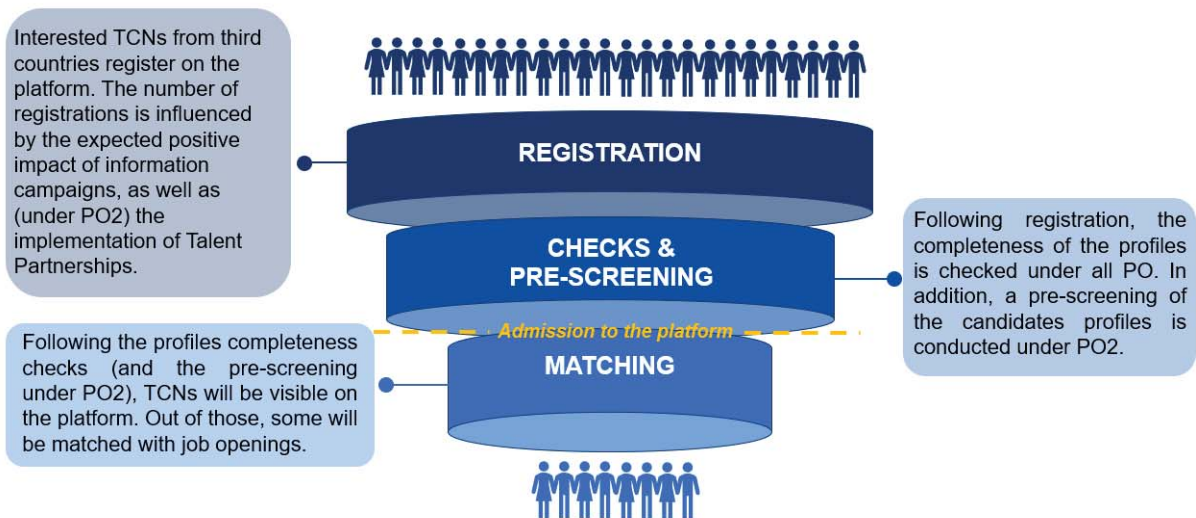 Interested TCNs from third
countries register on the
platform. The number of
registrations is influenced
by the expected positive
impact of information
campaigns, as well as
(under PO2) the
implementation of Talent
Partnerships.
REGISTRATION
CHECKS &
PRE-SCREENING
Following registration, the
completeness of the profiles
is checked under all PO. In
addition, a pre-screening of
the candidates profiles is
conducted under PO2.
Admission to the platform
MATCHING
Following the profiles completeness
checks (and the pre-screening
under PO2), TCNs will be visible on
the platform. Out of those, some will
be matched with job openings.